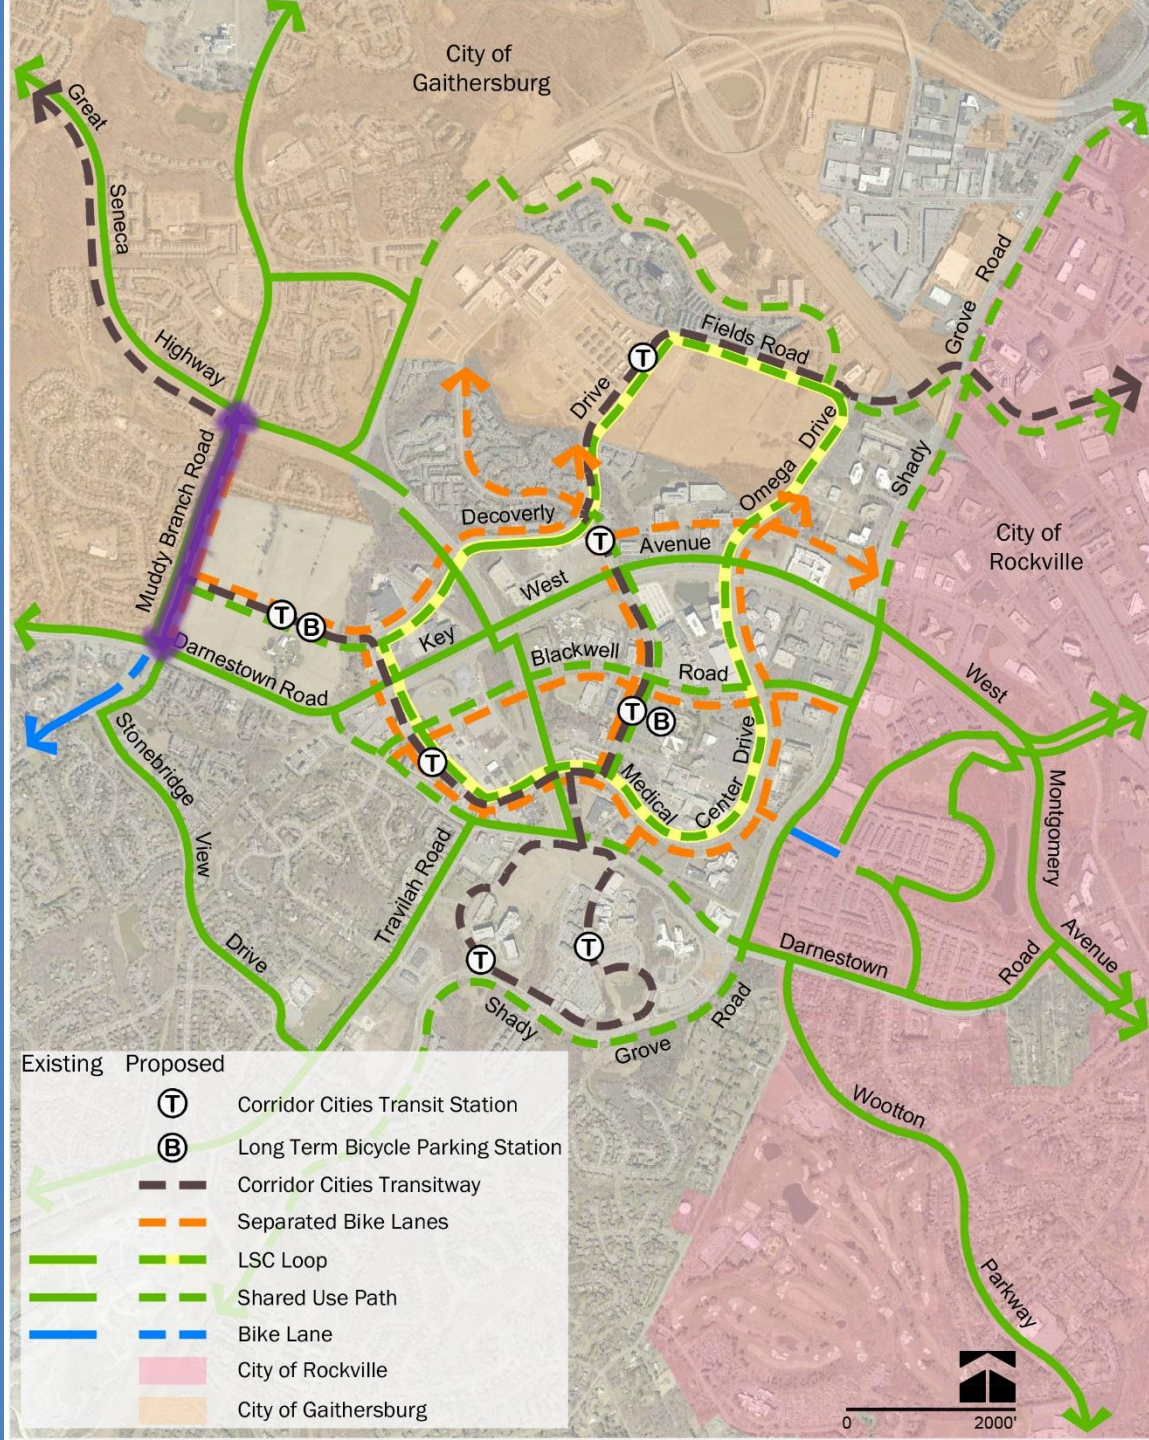 City of
Gaithersburg
Great
Seneca
Highway
Muddy Branch Road
Fields Road
Drive
Omega Drive
Shady Grove Road
City of
Rockville
Decoverly
Avenue
West
Key
Blackwell
Road
West
Montgomery
Avenue
Darnestown Road
T
T
T
B
T
B
T
T
T
Medical
Center Drive
Stonebridge
View
Drive
Travilah Road
Darnestown
Road
Shady
Grove
Road
Wootton
Parkway
Existing Proposed
T Corridor Cities Transit Station
B Long Term Bicycle Parking Station
Corridor Cities Transitway
Separated Bike Lanes
LSC Loop
Shared Use Path
Bike Lane
City of Rockville
City of Gaithersburg
0 2000'